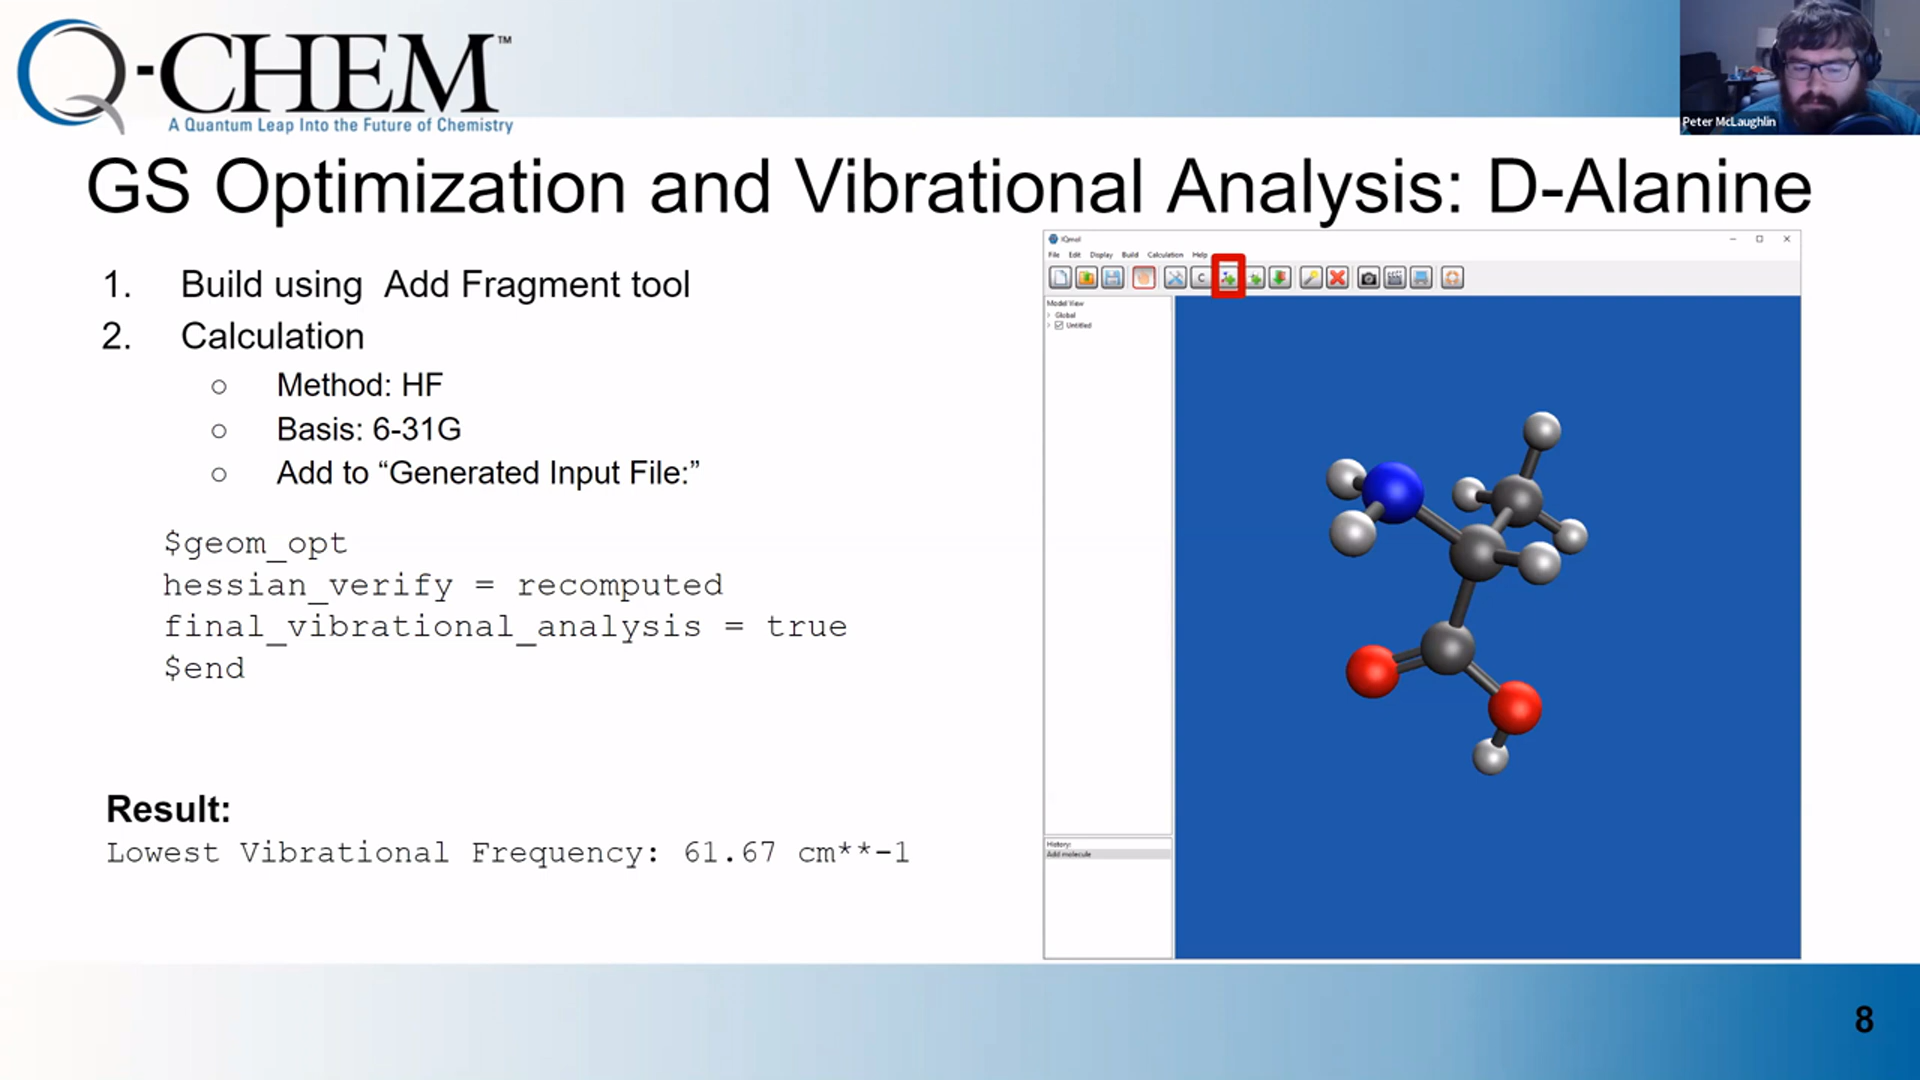 Q-CHEM™
A Quantum Leap Into the Future of Chemistry
Peter McLaughlin
GS Optimization and Vibrational Analysis: D-Alanine
1. Build using Add Fragment tool
2. Calculation
○ Method: HF
○ Basis: 6-31G
○ Add to “Generated Input File:”
$geom_opt
hessian_verify = recomputed
final_vibrational_analysis = true
$end
Result:
Lowest Vibrational Frequency: 61.67 cm**-1
IQmol
File Edit Display Build Calculation Help
C
Model View
Global
Untitled
History:
Add molecule
8